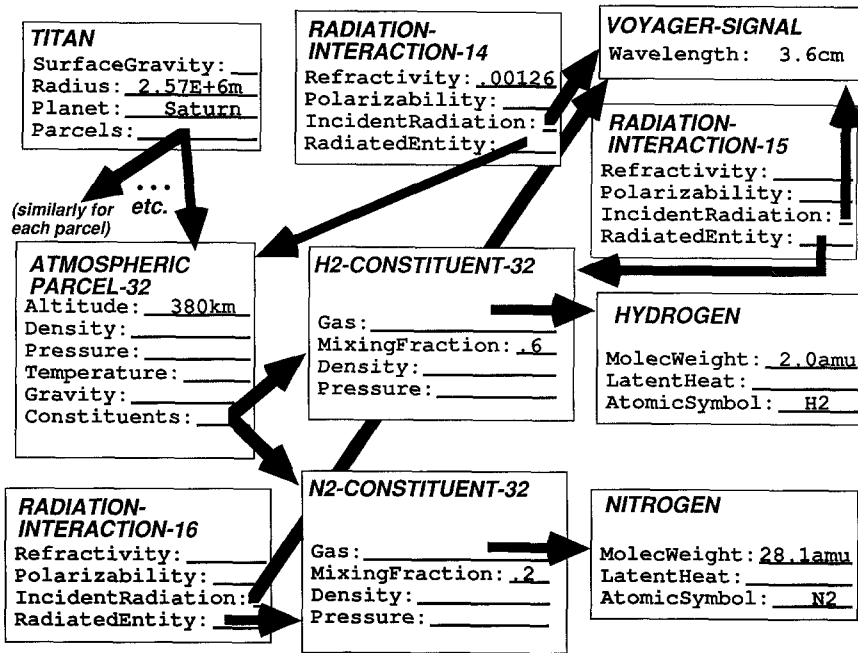 TITAN
SurfaceGravity:
Radius: 2.57E+6m
Planet: Saturn
Parcels:
RADIATION-
INTERACTION-14
Refractivity: .00126
Polarizability:
IncidentRadiation:
RadiatedEntity:
VOYAGER-SIGNAL
Wavelength: 3.6cm
RADIATION-
INTERACTION-15
Refractivity:
Polarizability:
IncidentRadiation:
RadiatedEntity:
... etc.
(similarly for
each parcel)
ATMOSPHERIC
PARCEL-32
Altitude: 380km
Density:
Pressure:
Temperature:
Gravity:
Constituents:
H2-CONSTITUENT-32
Gas:
MixingFraction: .6
Density:
Pressure:
HYDROGEN
MolecWeight: 2.0amu
LatentHeat:
AtomicSymbol: H2
RADIATION-
INTERACTION-16
Refractivity:
Polarizability:
IncidentRadiation:
RadiatedEntity:
N2-CONSTITUENT-32
Gas:
MixingFraction: .2
Density:
Pressure:
NITROGEN
MolecWeight: 28.1amu
LatentHeat:
AtomicSymbol: N2